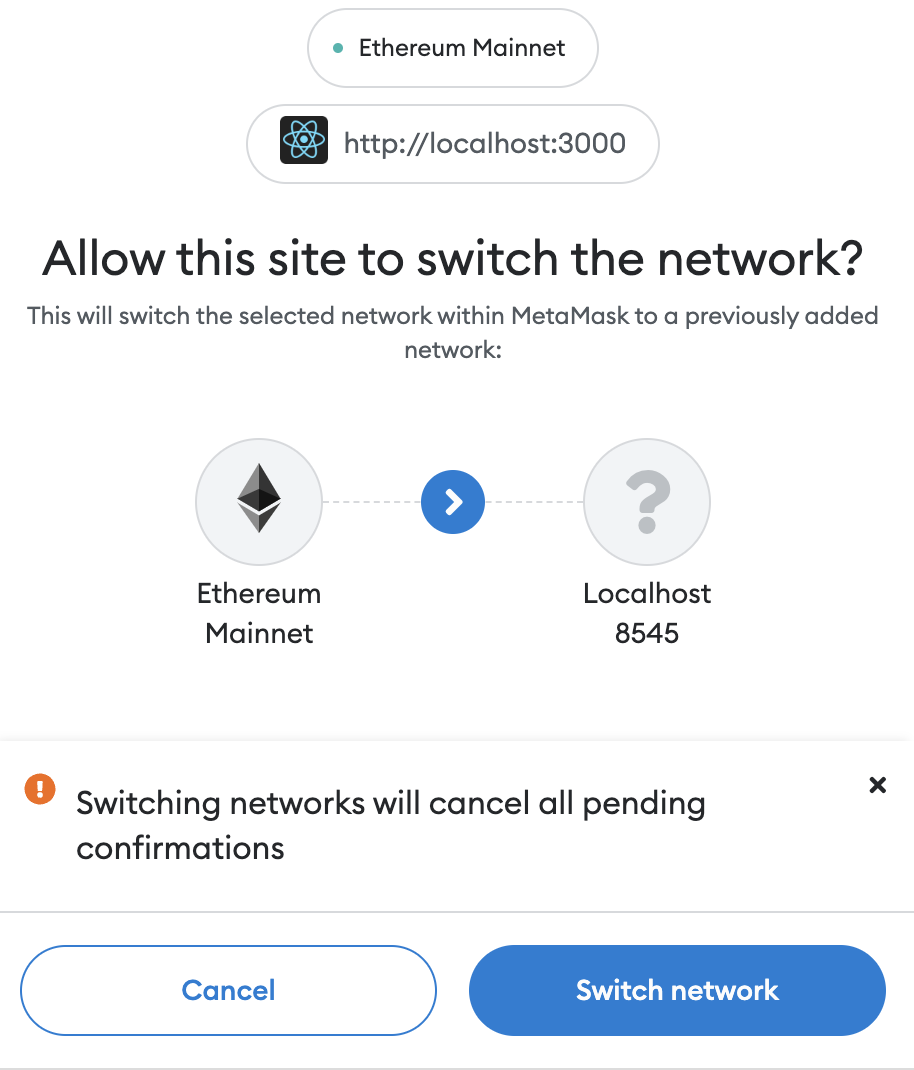 Ethereum Mainnet
http://localhost:3000
Allow this site to switch the network?
This will switch the selected network within MetaMask to a previously added
network:
Ethereum
Mainnet
Localhost
8545
Switching networks will cancel all pending
confirmations
Cancel
Switch network